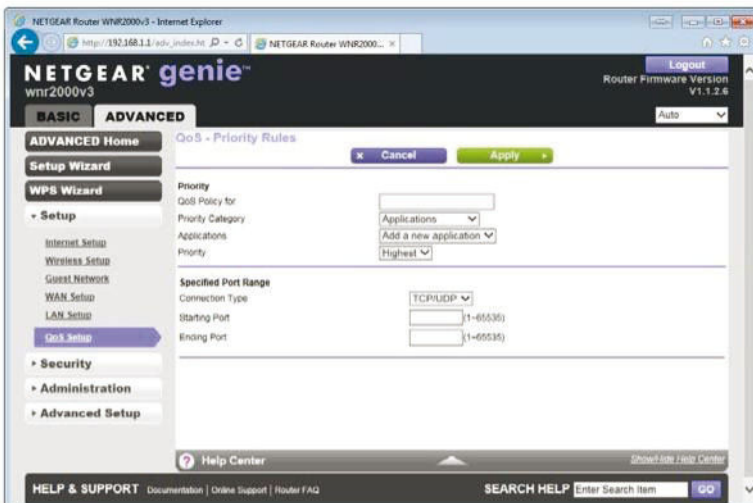 NETGEAR Router WNR2000v3 - Internet Explorer
http://192.168.1.1/adv_index.ht
NETGEAR Router WNR2000...
NETGEAR genie™
wnr2000v3
Logout
Router Firmware Version
V1.1.2.6
BASIC
ADVANCED
Auto
ADVANCED Home
Setup Wizard
WPS Wizard
Setup
Internet Setup
Wireless Setup
Guest Network
WAN Setup
LAN Setup
QoS Setup
Security
Administration
Advanced Setup
QoS - Priority Rules
x Cancel
Apply
Priority
QoS Policy for
Priority Category Applications
Applications Add a new application
Priority Highest
Specified Port Range
Connection Type TCP/UDP
Starting Port (1~65535)
Ending Port (1~65535)
? Help Center
Show/Hide Help Center
HELP & SUPPORT Documentation | Online Support | Router FAQ
SEARCH HELP Enter Search Item GO